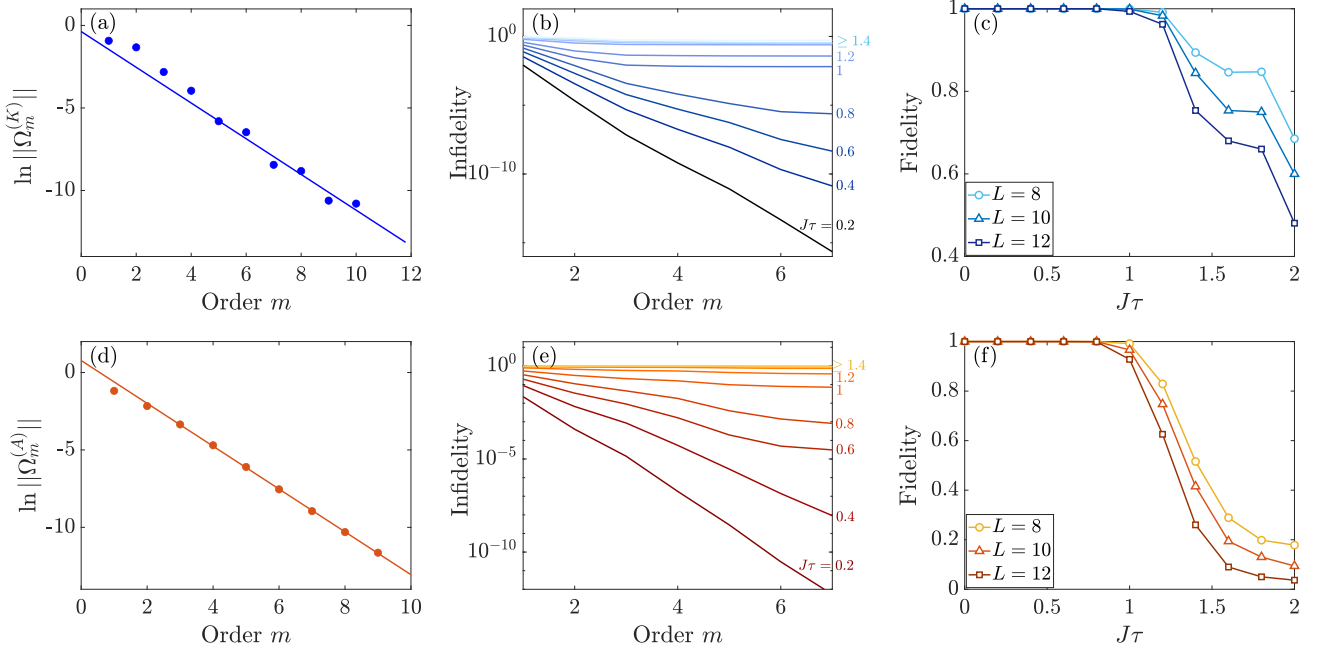 (a)
ln ||Ω_m^(K)||
0
-5
-10
0 2 4 6 8 10 12
Order m
(b)
Infidelity
10^0
10^-10
2 4 6
Order m
≥ 1.4
1.2
1
0.8
0.6
0.4
Jτ = 0.2
(c)
Fidelity
1
0.8
0.6
0.4
0 0.5 1 1.5 2
Jτ
L = 8
L = 10
L = 12
(d)
ln ||Ω_m^(A)||
0
-5
-10
0 2 4 6 8 10
Order m
(e)
Infidelity
10^0
10^-5
10^-10
2 4 6
Order m
≥ 1.4
1.2
1
0.8
0.6
0.4
Jτ = 0.2
(f)
Fidelity
1
0.8
0.6
0.4
0.2
0
0 0.5 1 1.5 2
Jτ
L = 8
L = 10
L = 12